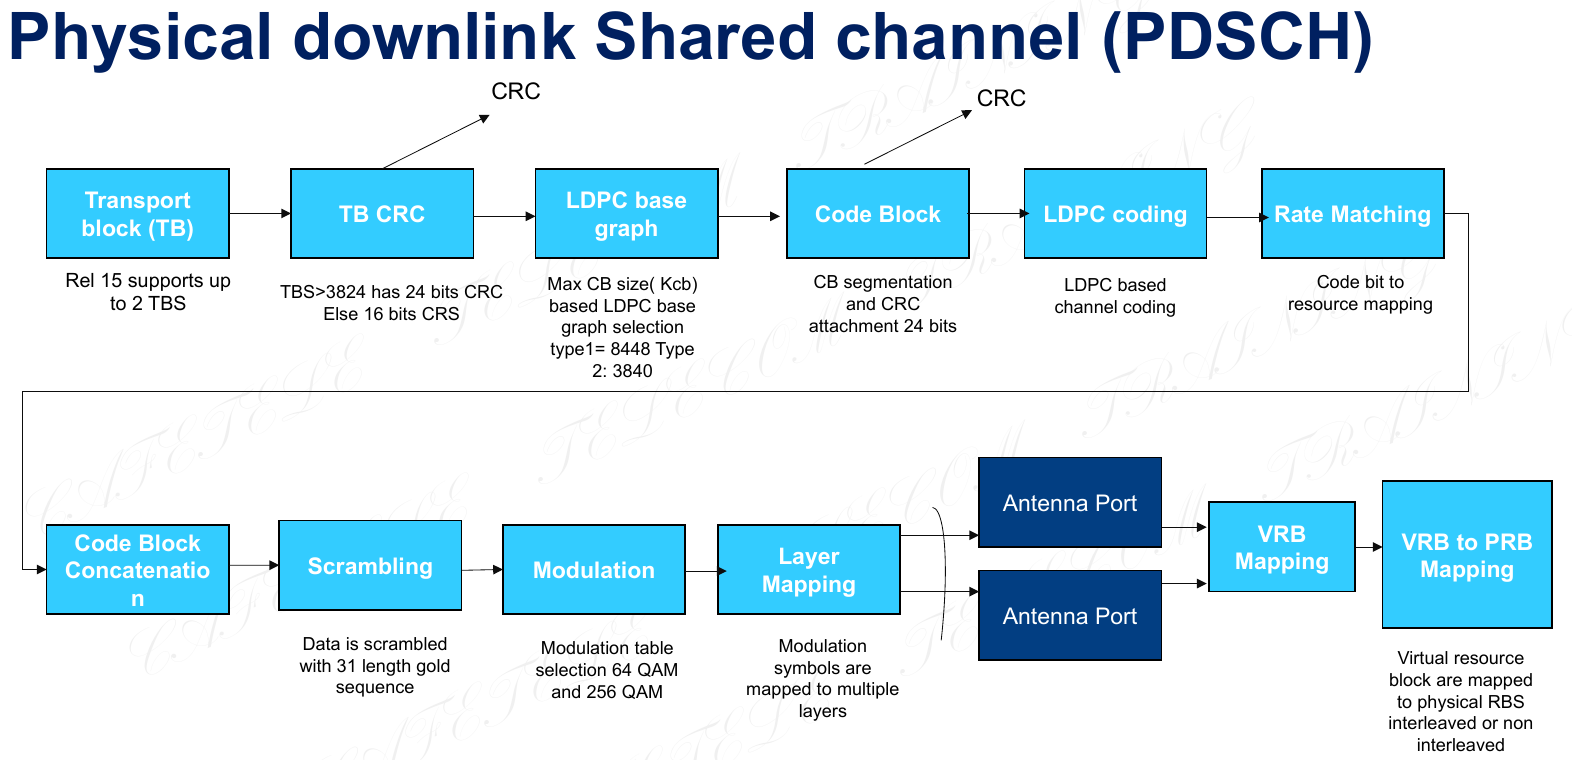 Physical downlink Shared channel (PDSCH)
CRC
CRC
Transport
block (TB)
TB CRC
LDPC base
graph
Code Block
LDPC coding
Rate Matching
Rel 15 supports up
to 2 TBS
TBS>3824 has 24 bits CRC
Else 16 bits CRS
Max CB size( Kcb)
based LDPC base
graph selection
type1= 8448 Type
2: 3840
CB segmentation
and CRC
attachment 24 bits
LDPC based
channel coding
Code bit to
resource mapping
Code Block
Concatenatio
n
Scrambling
Modulation
Layer
Mapping
Antenna Port
Antenna Port
VRB
Mapping
VRB to PRB
Mapping
Data is scrambled
with 31 length gold
sequence
Modulation table
selection 64 QAM
and 256 QAM
Modulation
symbols are
mapped to multiple
layers
Virtual resource
block are mapped
to physical RBS
interleaved or non
interleaved
CAFETELE TELECOM TRAINING